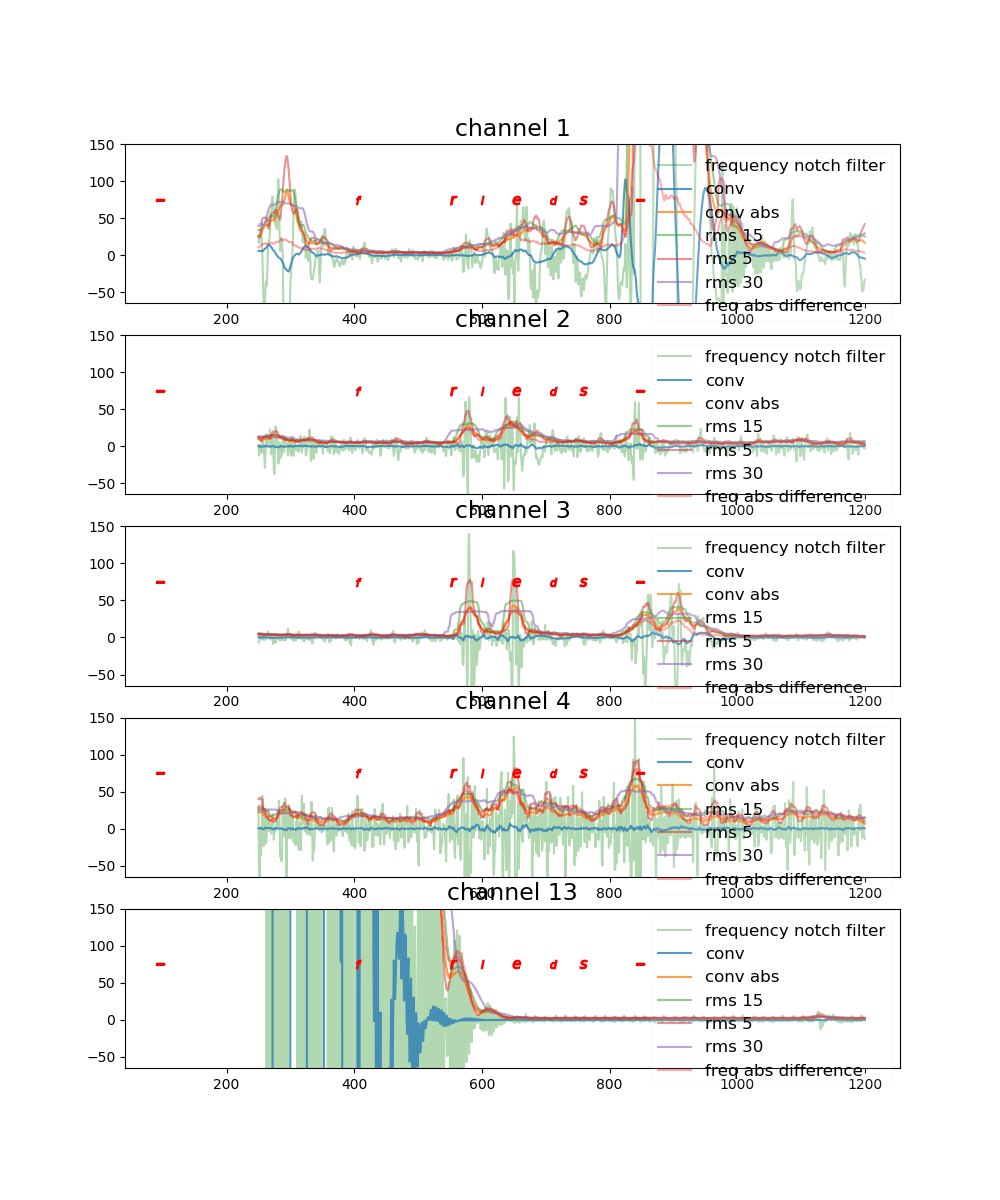 channel 1
150
100
50
0
−50
- f r l e d s -
frequency notch filter
conv
conv abs
rms 15
rms 5
rms 30
freq abs difference
200 400 600 800 1000 1200
channel 2
150
100
50
0
−50
- f r l e d s -
frequency notch filter
conv
conv abs
rms 15
rms 5
rms 30
freq abs difference
200 400 600 800 1000 1200
channel 3
150
100
50
0
−50
- f r l e d s -
frequency notch filter
conv
conv abs
rms 15
rms 5
rms 30
freq abs difference
200 400 600 800 1000 1200
channel 4
150
100
50
0
−50
- f r l e d s -
frequency notch filter
conv
conv abs
rms 15
rms 5
rms 30
freq abs difference
200 400 600 800 1000 1200
channel 13
150
100
50
0
−50
- f r l e d s -
frequency notch filter
conv
conv abs
rms 15
rms 5
rms 30
freq abs difference
200 400 600 800 1000 1200